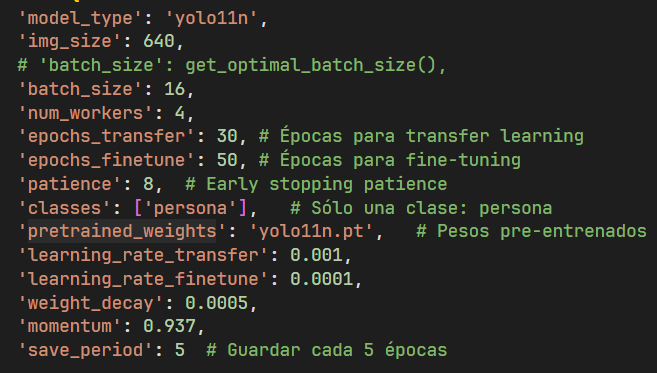 'model_type': 'yolo11n',
'img_size': 640,
# 'batch_size': get_optimal_batch_size(),
'batch_size': 16,
'num_workers': 4,
'epochs_transfer': 30, # Épocas para transfer learning
'epochs_finetune': 50, # Épocas para fine-tuning
'patience': 8,  # Early stopping patience
'classes': ['persona'],   # Sólo una clase: persona
'pretrained_weights': 'yolo11n.pt',   # Pesos pre-entrenados
'learning_rate_transfer': 0.001,
'learning_rate_finetune': 0.0001,
'weight_decay': 0.0005,
'momentum': 0.937,
'save_period': 5  # Guardar cada 5 épocas